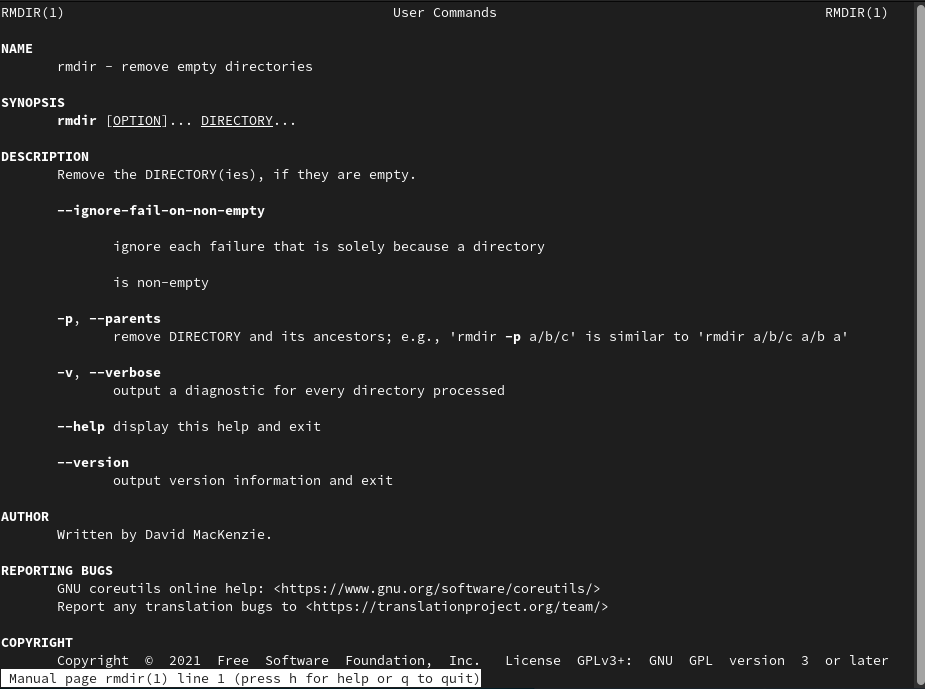 RMDIR(1) User Commands RMDIR(1)
NAME
rmdir - remove empty directories
SYNOPSIS
rmdir [OPTION]... DIRECTORY...
DESCRIPTION
Remove the DIRECTORY(ies), if they are empty.
--ignore-fail-on-non-empty
ignore each failure that is solely because a directory
is non-empty
-p, --parents
remove DIRECTORY and its ancestors; e.g., 'rmdir -p a/b/c' is similar to 'rmdir a/b/c a/b a'
-v, --verbose
output a diagnostic for every directory processed
--help display this help and exit
--version
output version information and exit
AUTHOR
Written by David MacKenzie.
REPORTING BUGS
GNU coreutils online help: <https://www.gnu.org/software/coreutils/>
Report any translation bugs to <https://translationproject.org/team/>
COPYRIGHT
Copyright © 2021 Free Software Foundation, Inc. License GPLv3+: GNU GPL version 3 or later
Manual page rmdir(1) line 1 (press h for help or q to quit)